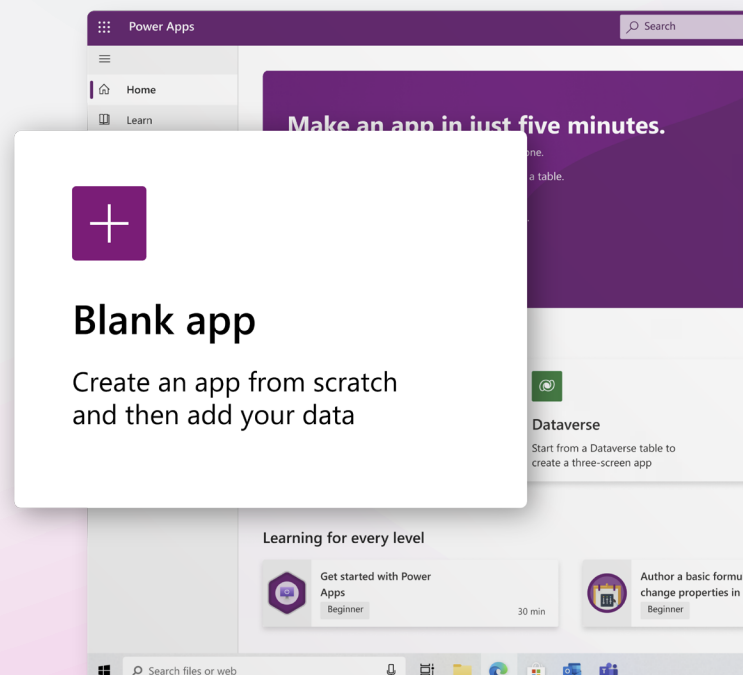 Power Apps
Search
Home
Learn
Make an app in just five minutes.
one.
a table.
Blank app
Create an app from scratch
and then add your data
Dataverse
Start from a Dataverse table to
create a three-screen app
Learning for every level
Get started with Power
Apps
Beginner
30 min
Author a basic formu
change properties in
Beginner
Search files or web